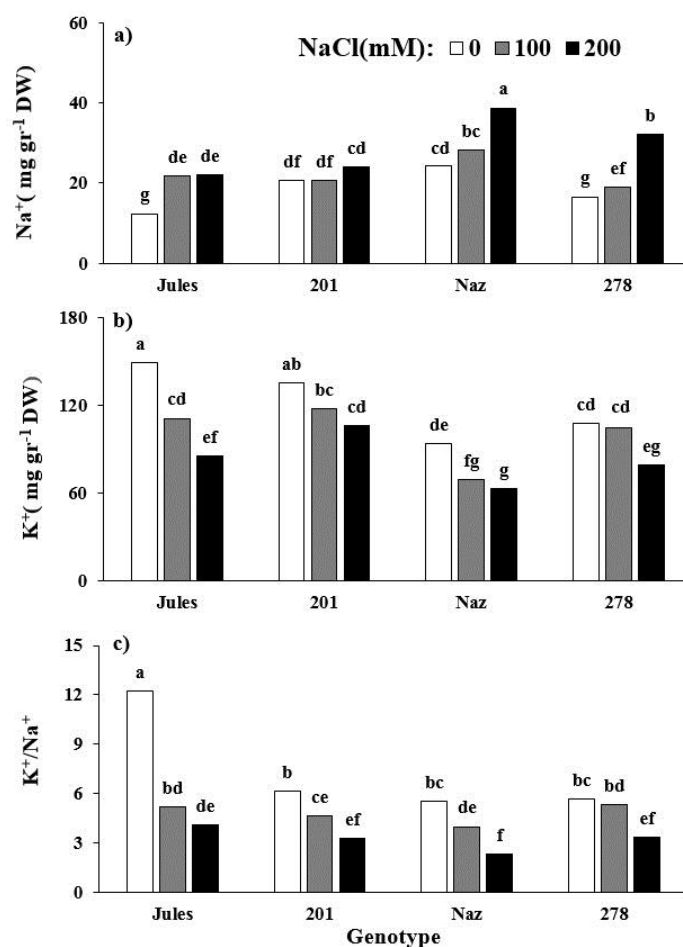 a)
NaCl(mM): 0 100 200
Na+( mg gr-1 DW)
60
40
20
0
g de de
df df cd
cd bc a
g ef b
Jules 201 Naz 278
b)
K+( mg gr-1 DW)
180
120
60
0
a cd ef
ab bc cd
de fg g
cd cd eg
Jules 201 Naz 278
c)
K+/Na+
15
12
9
6
3
0
a bd de
b ce ef
bc de f
bc bd ef
Jules 201 Naz 278
Genotype